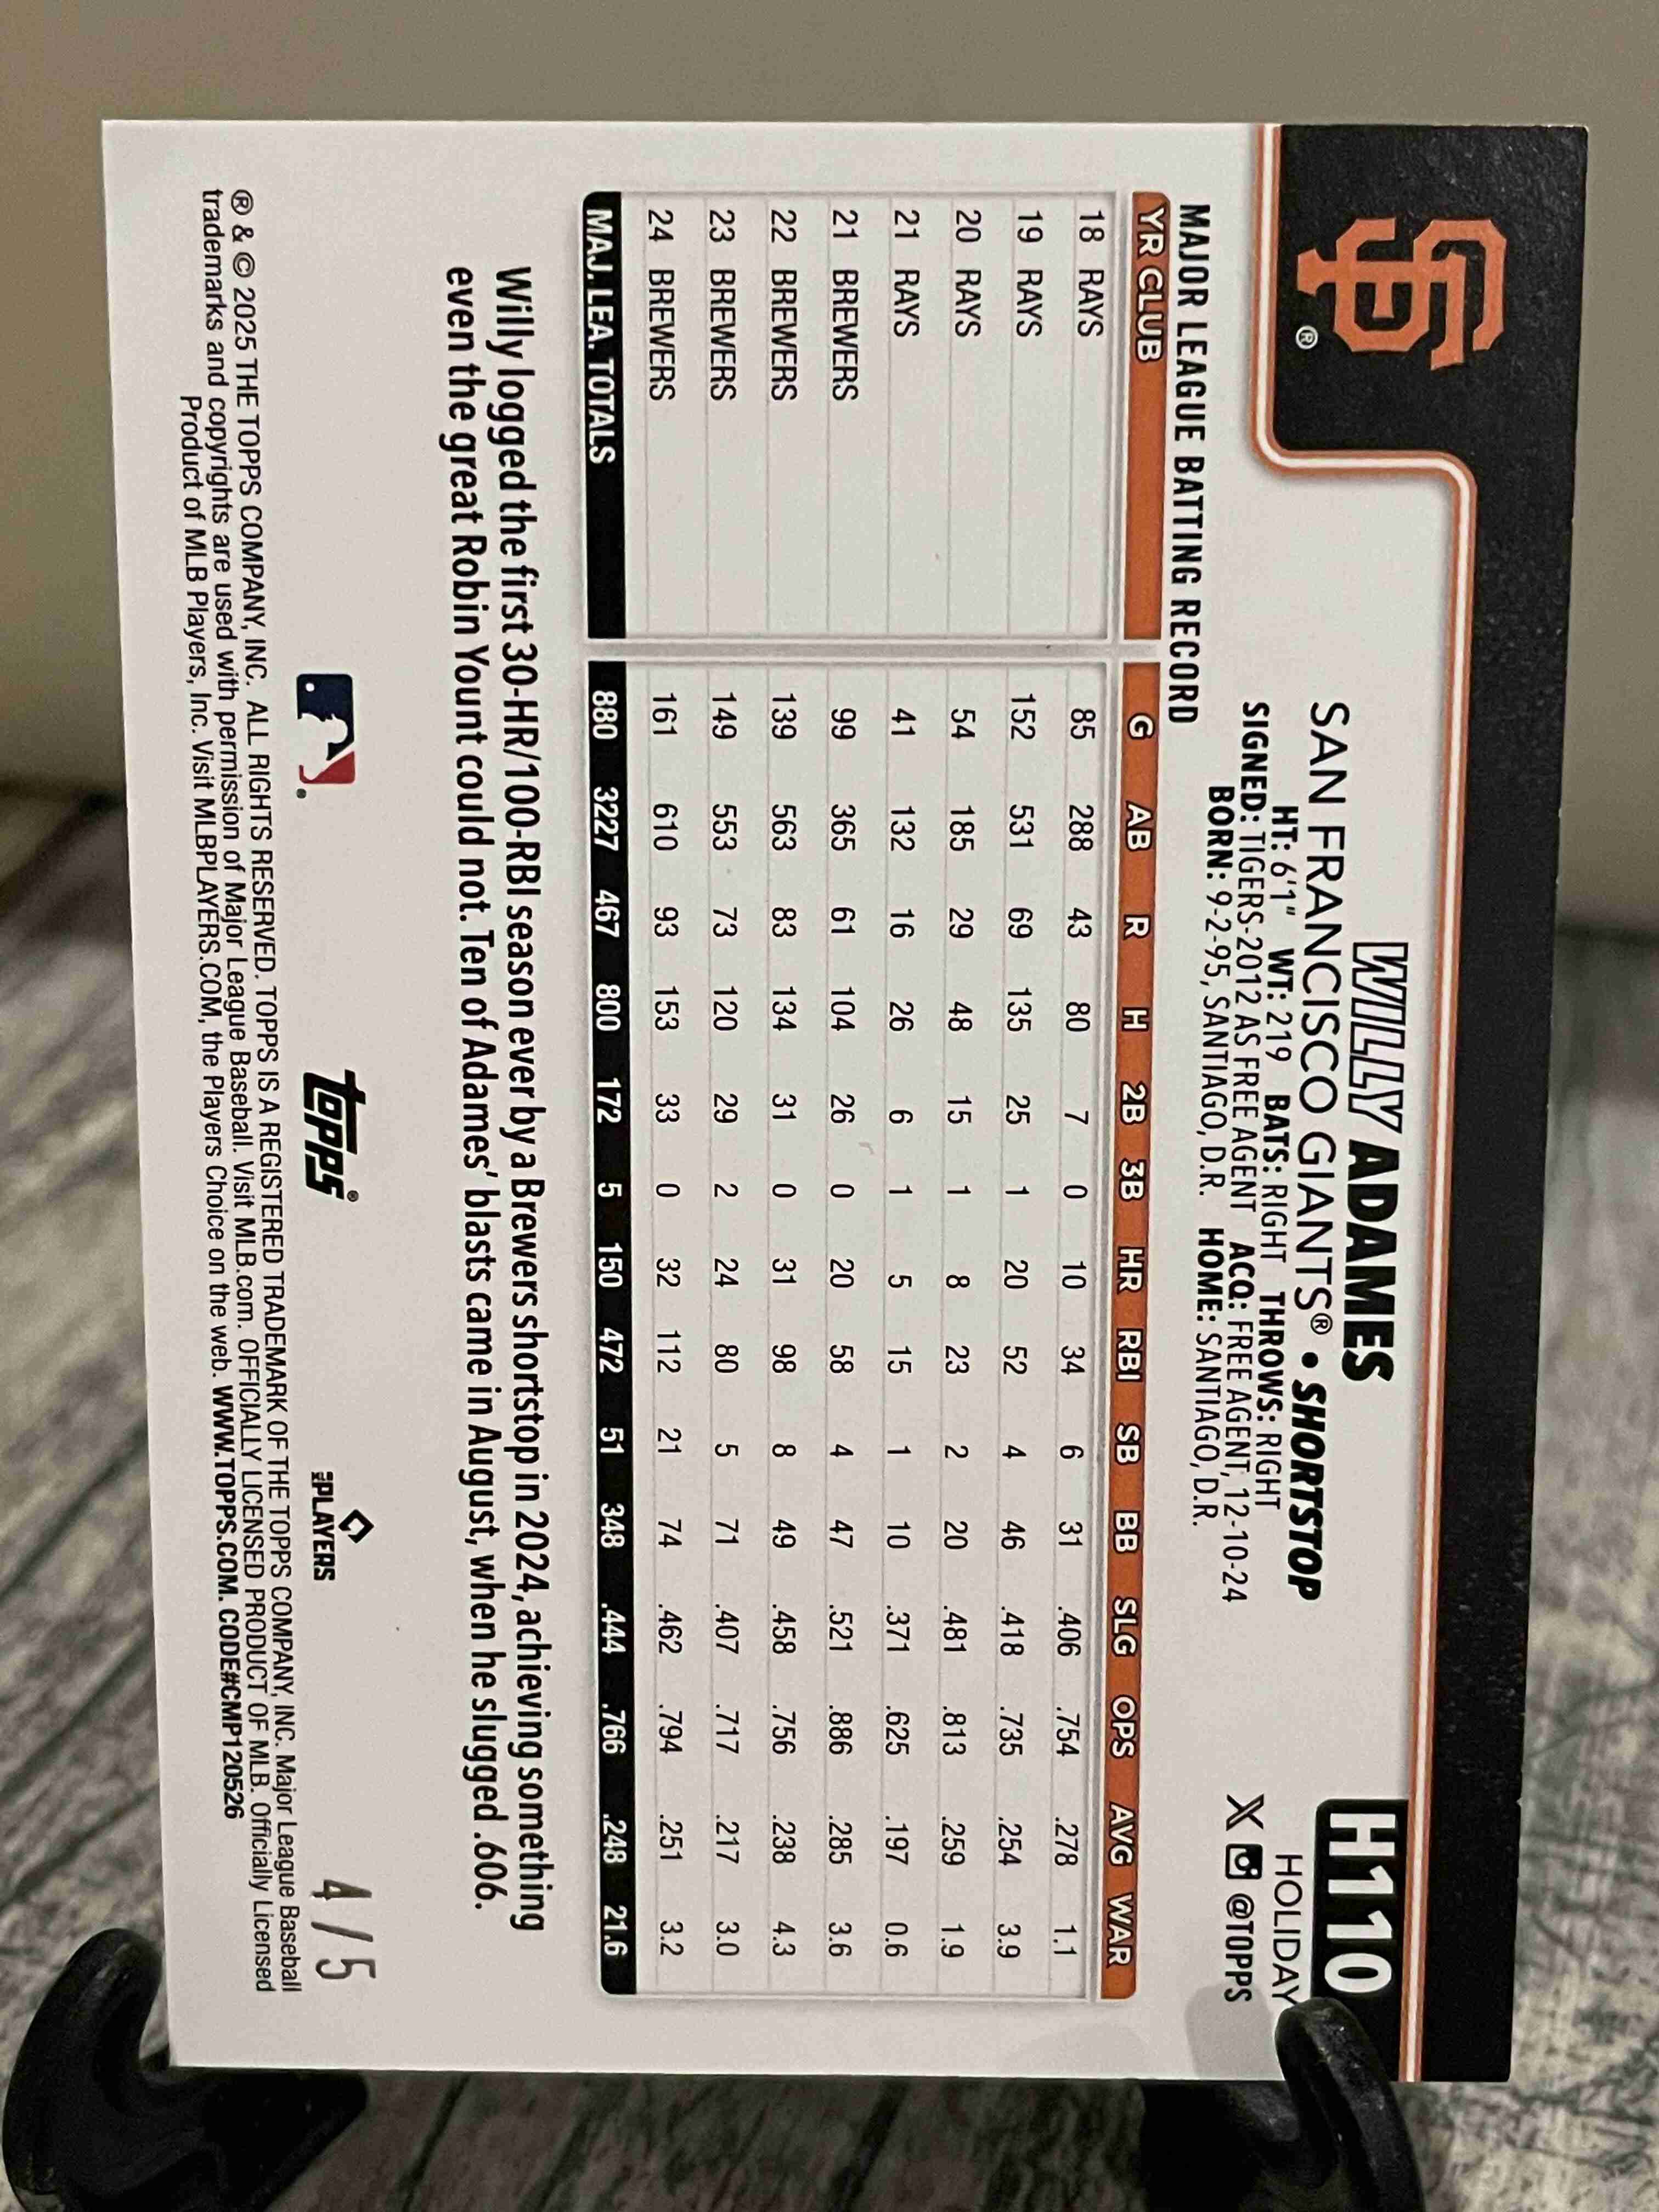 SF®
WILLY ADAMES
SAN FRANCISCO GIANTS® • SHORTSTOP
HT: 6'1" WT: 219 BATS: RIGHT THROWS: RIGHT
SIGNED: TIGERS-2012 AS FREE AGENT ACQ: FREE AGENT, 12-10-24
BORN: 9-2-95, SANTIAGO, D.R. HOME: SANTIAGO, D.R.
H110
HOLIDAY
X @TOPPS
MAJOR LEAGUE BATTING RECORD
YR CLUB G AB R H 2B 3B HR RBI SB BB SLG OPS AVG WAR
18 RAYS 85 288 43 80 7 0 10 34 6 31 .406 .754 .278 1.1
19 RAYS 152 531 69 135 25 1 20 52 4 46 .418 .735 .254 3.9
20 RAYS 54 185 29 48 15 1 8 23 2 20 .481 .813 .259 1.9
21 RAYS 41 132 16 26 6 1 5 15 1 10 .371 .625 .197 0.6
21 BREWERS 99 365 61 104 26 0 20 58 4 47 .521 .886 .285 3.6
22 BREWERS 139 563 83 134 31 0 31 98 8 49 .458 .756 .238 4.3
23 BREWERS 149 553 73 120 29 2 24 80 5 71 .407 .717 .217 3.0
24 BREWERS 161 610 93 153 33 0 32 112 21 74 .462 .794 .251 3.2
MAJ. LEA. TOTALS 880 3227 467 800 172 5 150 472 51 348 .444 .766 .248 21.6
Willy logged the first 30-HR/100-RBI season ever by a Brewers shortstop in 2024, achieving something
even the great Robin Yount could not. Ten of Adames' blasts came in August, when he slugged .606.
topps®
PLAYERS
4/5
® & © 2025 THE TOPPS COMPANY, INC. ALL RIGHTS RESERVED. TOPPS IS A REGISTERED TRADEMARK OF THE TOPPS COMPANY, INC. Major League Baseball
trademarks and copyrights are used with permission of Major League Baseball. Visit MLB.com. OFFICIALLY LICENSED PRODUCT OF MLB. Officially Licensed
Product of MLB Players, Inc. Visit MLBPLAYERS.COM, the Players Choice on the web. WWW.TOPPS.COM. CODE#CMP120526